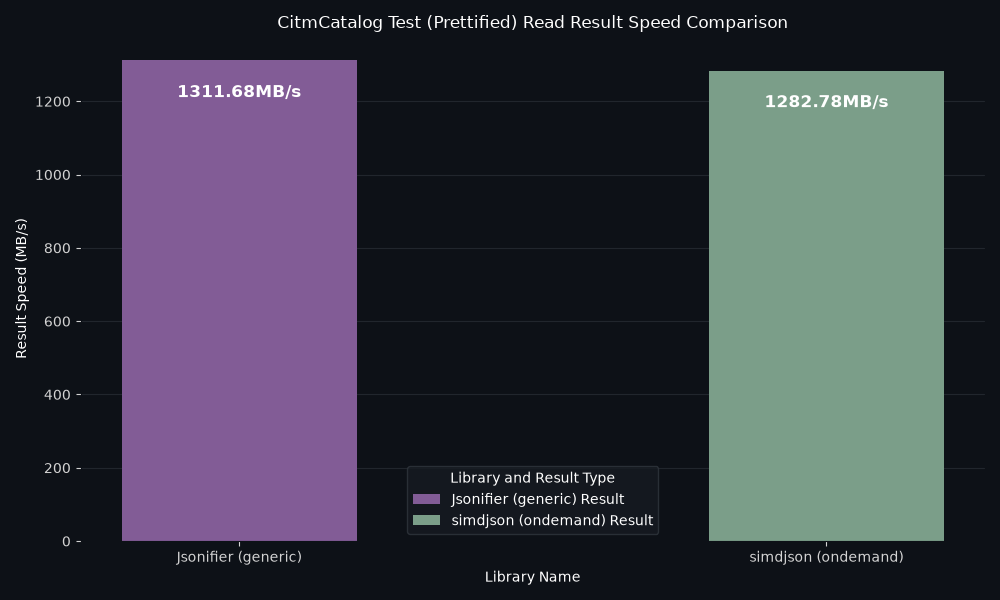 CitmCatalog Test (Prettified) Read Result Speed Comparison
Result Speed (MB/s)
1200
1000
800
600
400
200
0
1311.68MB/s
1282.78MB/s
Library and Result Type
Jsonifier (generic) Result
simdjson (ondemand) Result
Jsonifier (generic)
simdjson (ondemand)
Library Name